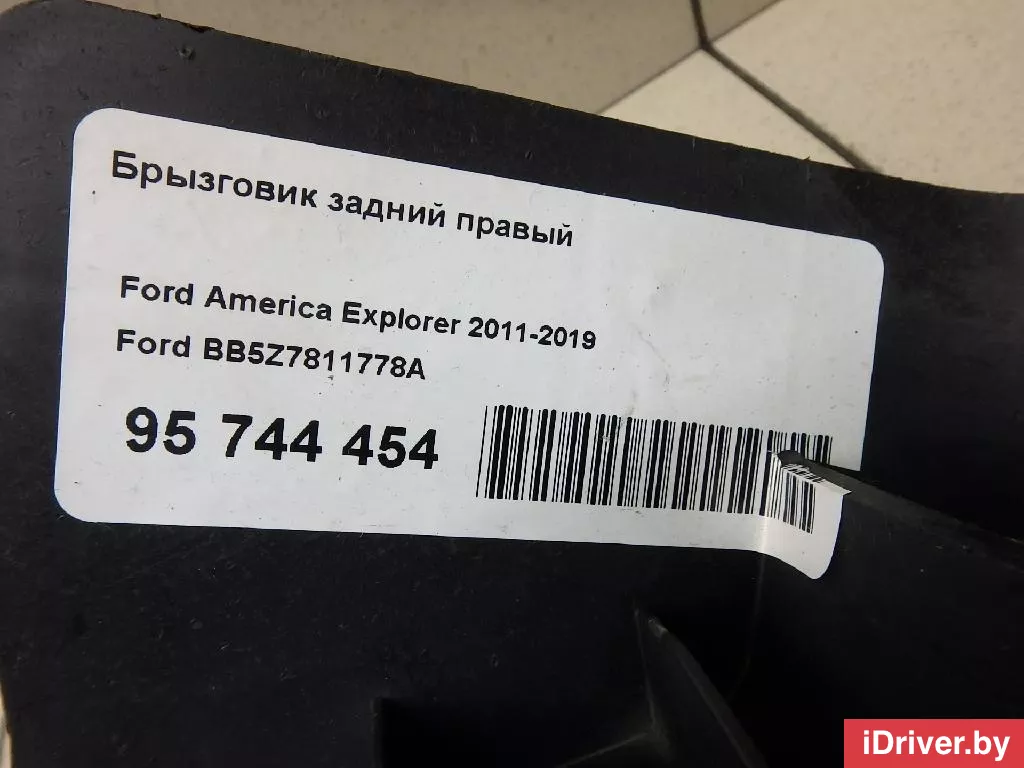 Брызговик задний правый
Ford America Explorer 2011-2019
Ford BB5Z7811778A
95 744 454
iDriver.by